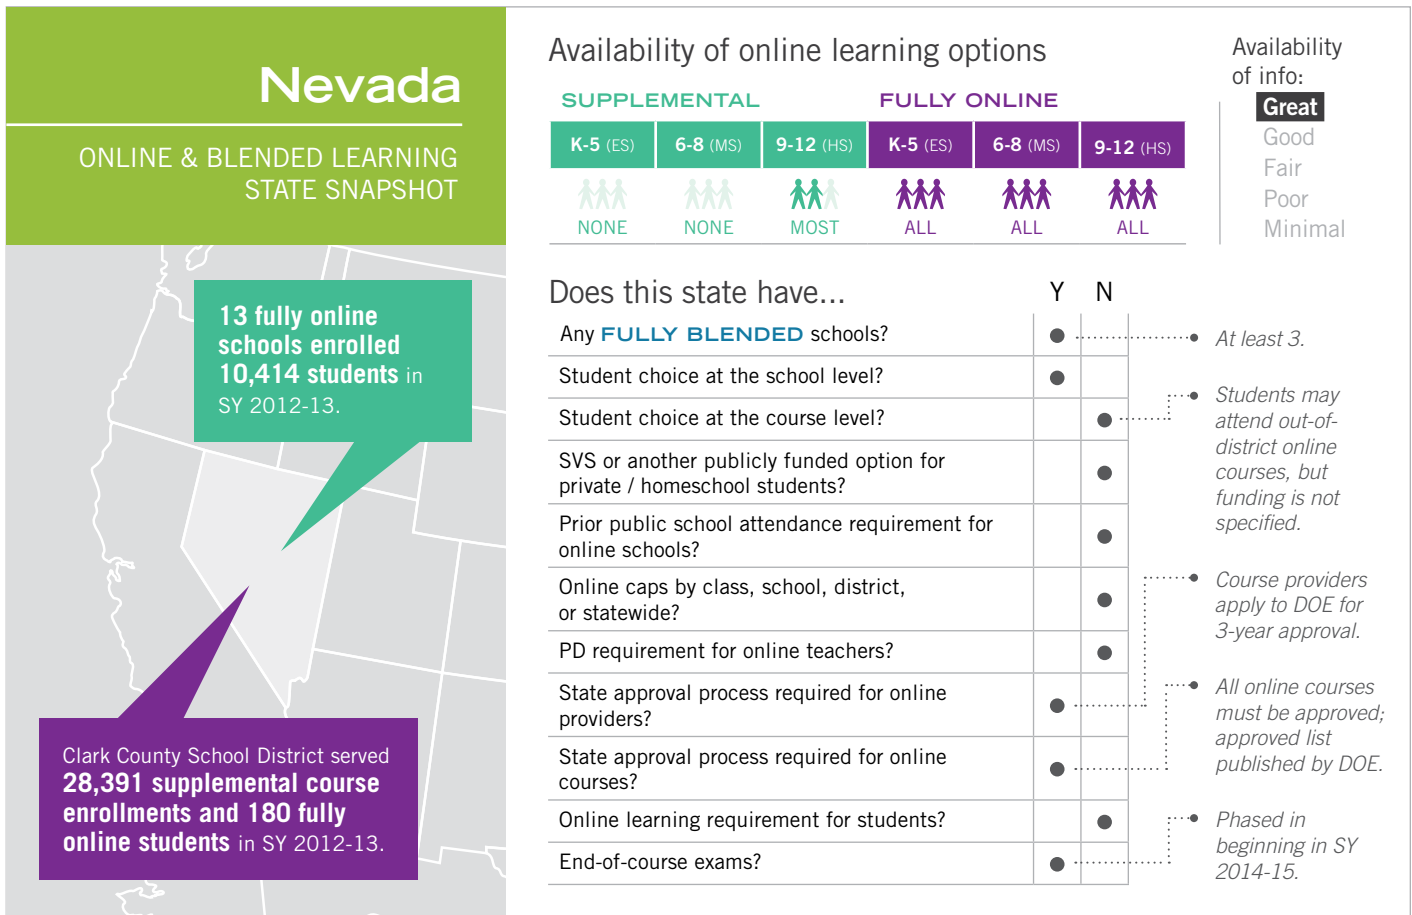 Nevada
ONLINE & BLENDED LEARNING
STATE SNAPSHOT
13 fully online
schools enrolled
10,414 students in
SY 2012-13.
Clark County School District served
28,391 supplemental course
enrollments and 180 fully
online students in SY 2012-13.
Availability of online learning options
SUPPLEMENTAL FULLY ONLINE
K-5 (ES) 6-8 (MS) 9-12 (HS) K-5 (ES) 6-8 (MS) 9-12 (HS)
NONE NONE MOST ALL ALL ALL
Availability
of info:
Great
Good
Fair
Poor
Minimal
Does this state have... Y N
Any FULLY BLENDED schools?
At least 3.
Student choice at the school level?
Student choice at the course level?
Students may
attend out-of-
district online
courses, but
funding is not
specified.
SVS or another publicly funded option for
private / homeschool students?
Prior public school attendance requirement for
online schools?
Online caps by class, school, district,
or statewide?
PD requirement for online teachers?
State approval process required for online
providers?
Course providers
apply to DOE for
3-year approval.
State approval process required for online
courses?
All online courses
must be approved;
approved list
published by DOE.
Online learning requirement for students?
End-of-course exams?
Phased in
beginning in SY
2014-15.